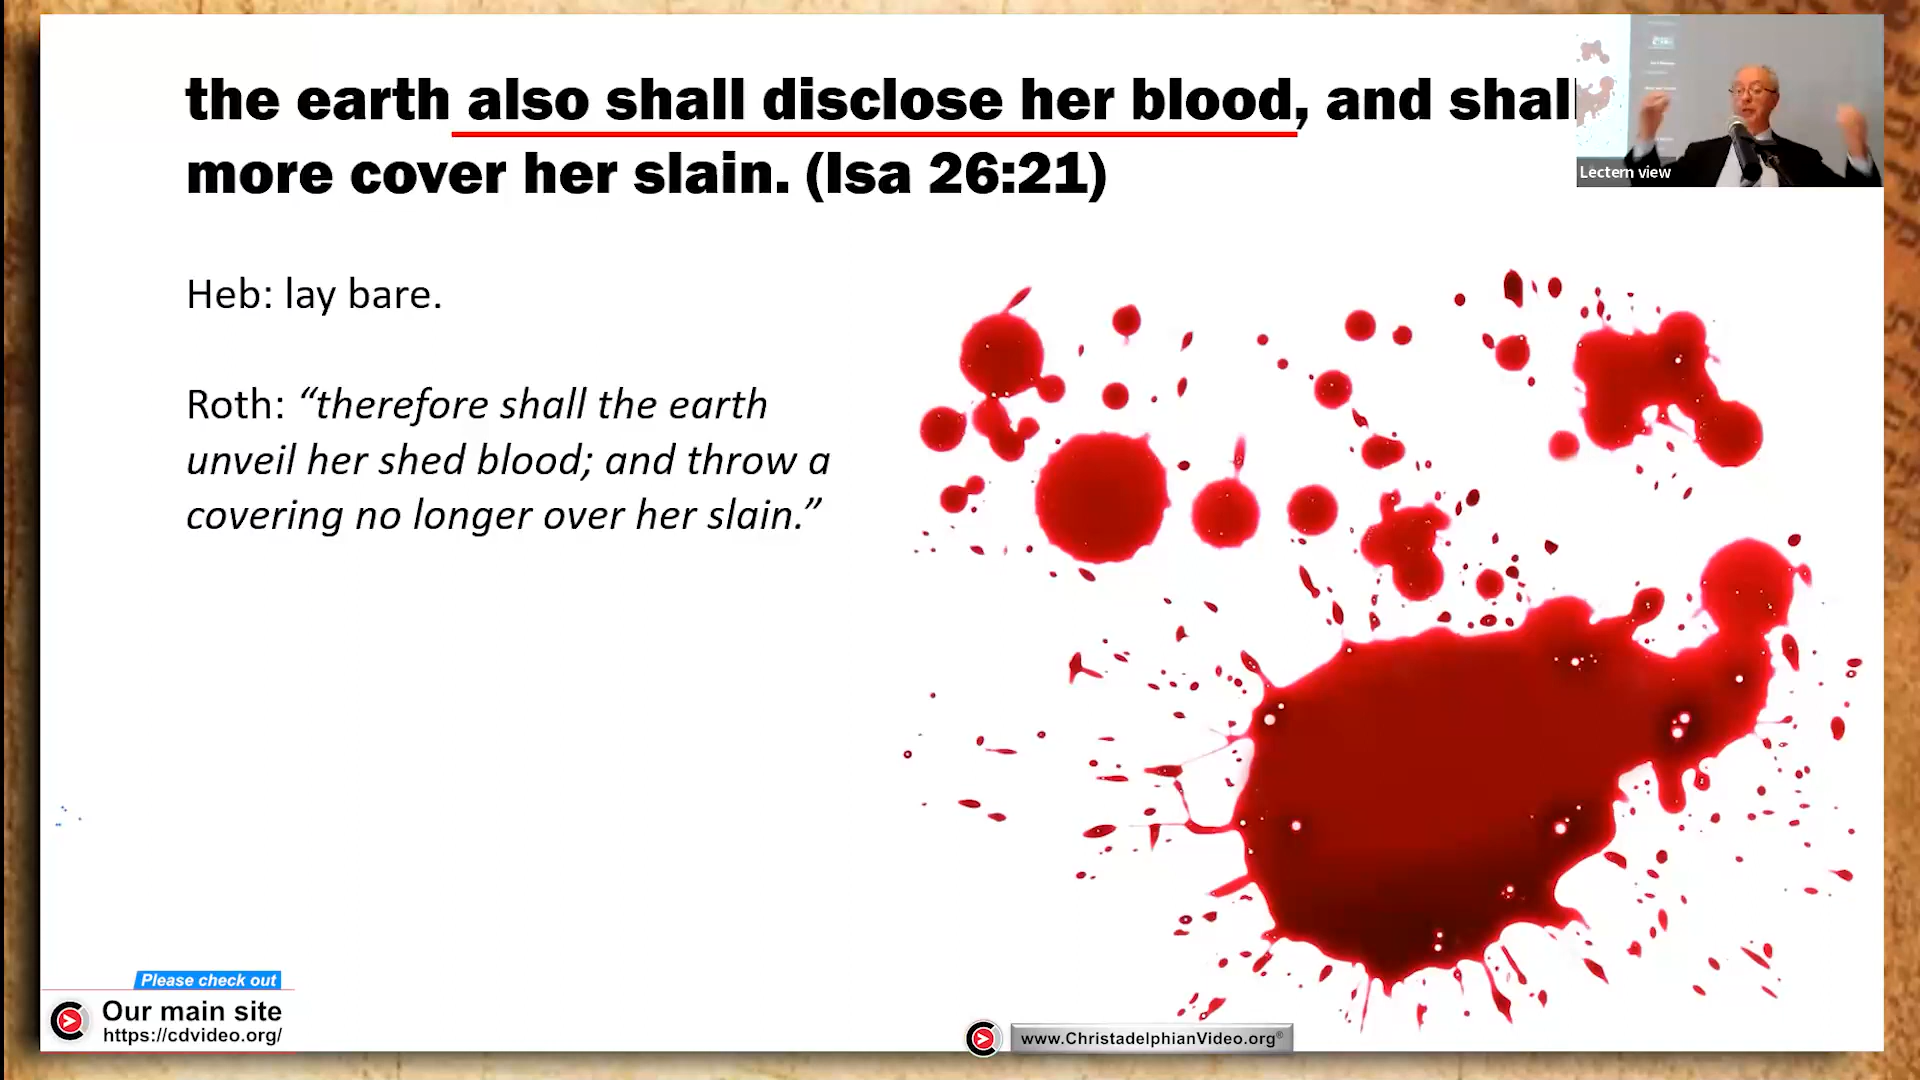 the earth also shall disclose her blood, and shal
more cover her slain. (Isa 26:21)
Lectern view
Heb: lay bare.
Roth: “therefore shall the earth
unveil her shed blood; and throw a
covering no longer over her slain.”
Please check out
Our main site
https://cdvideo.org/
www.ChristadelphianVideo.org®